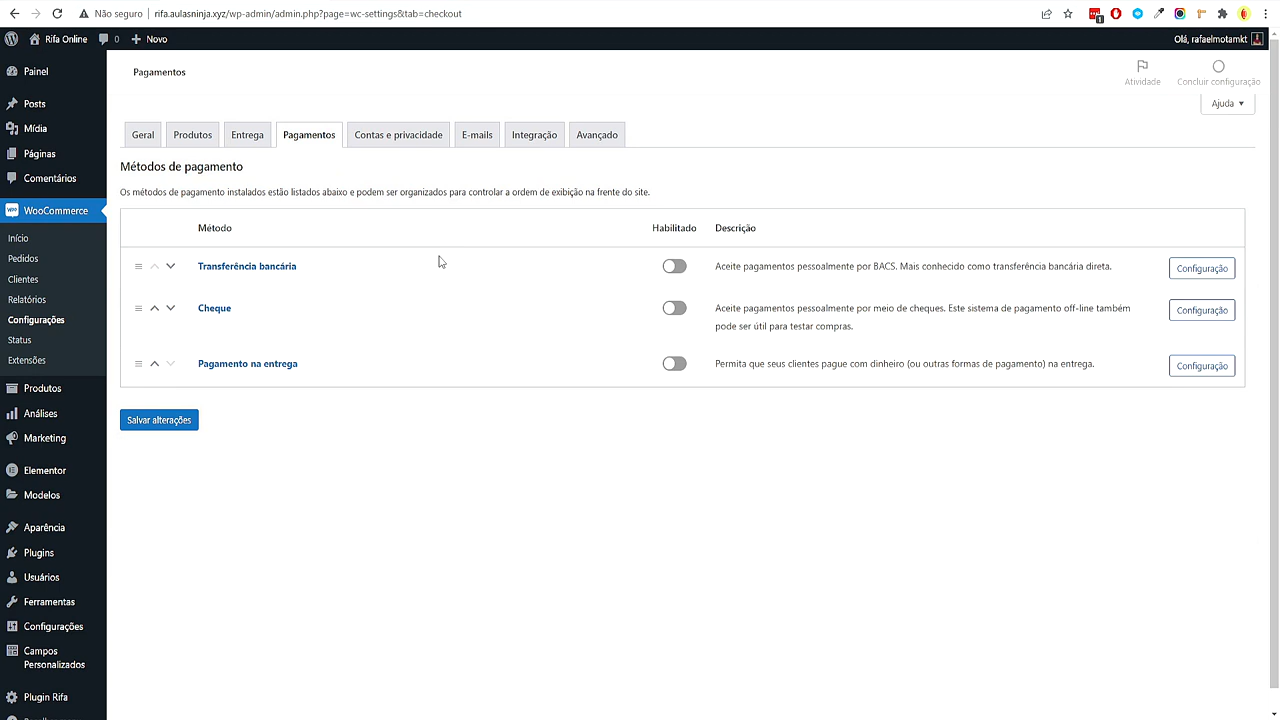 Não seguro
rifa.aulasninja.xyz/wp-admin/admin.php?page=wc-settings&tab=checkout
1
Rifa Online
0
Novo
Olá, rafaelmotamkt
Painel
Posts
Mídia
Páginas
Comentários
WooCommerce
Início
Pedidos
Clientes
Relatórios
Configurações
Status
Extensões
Produtos
Análises
Marketing
Elementor
Modelos
Aparência
Plugins
Usuários
Ferramentas
Configurações
Campos
Personalizados
Plugin Rifa
Pagamentos
Atividade
Concluir configuração
Ajuda
Geral
Produtos
Entrega
Pagamentos
Contas e privacidade
E-mails
Integração
Avançado
Métodos de pagamento
Os métodos de pagamento instalados estão listados abaixo e podem ser organizados para controlar a ordem de exibição na frente do site.
Método
Habilitado
Descrição
Transferência bancária
Aceite pagamentos pessoalmente por BACS. Mais conhecido como transferência bancária direta.
Configuração
Cheque
Aceite pagamentos pessoalmente por meio de cheques. Este sistema de pagamento off-line também
pode ser útil para testar compras.
Configuração
Pagamento na entrega
Permita que seus clientes pague com dinheiro (ou outras formas de pagamento) na entrega.
Configuração
Salvar alterações